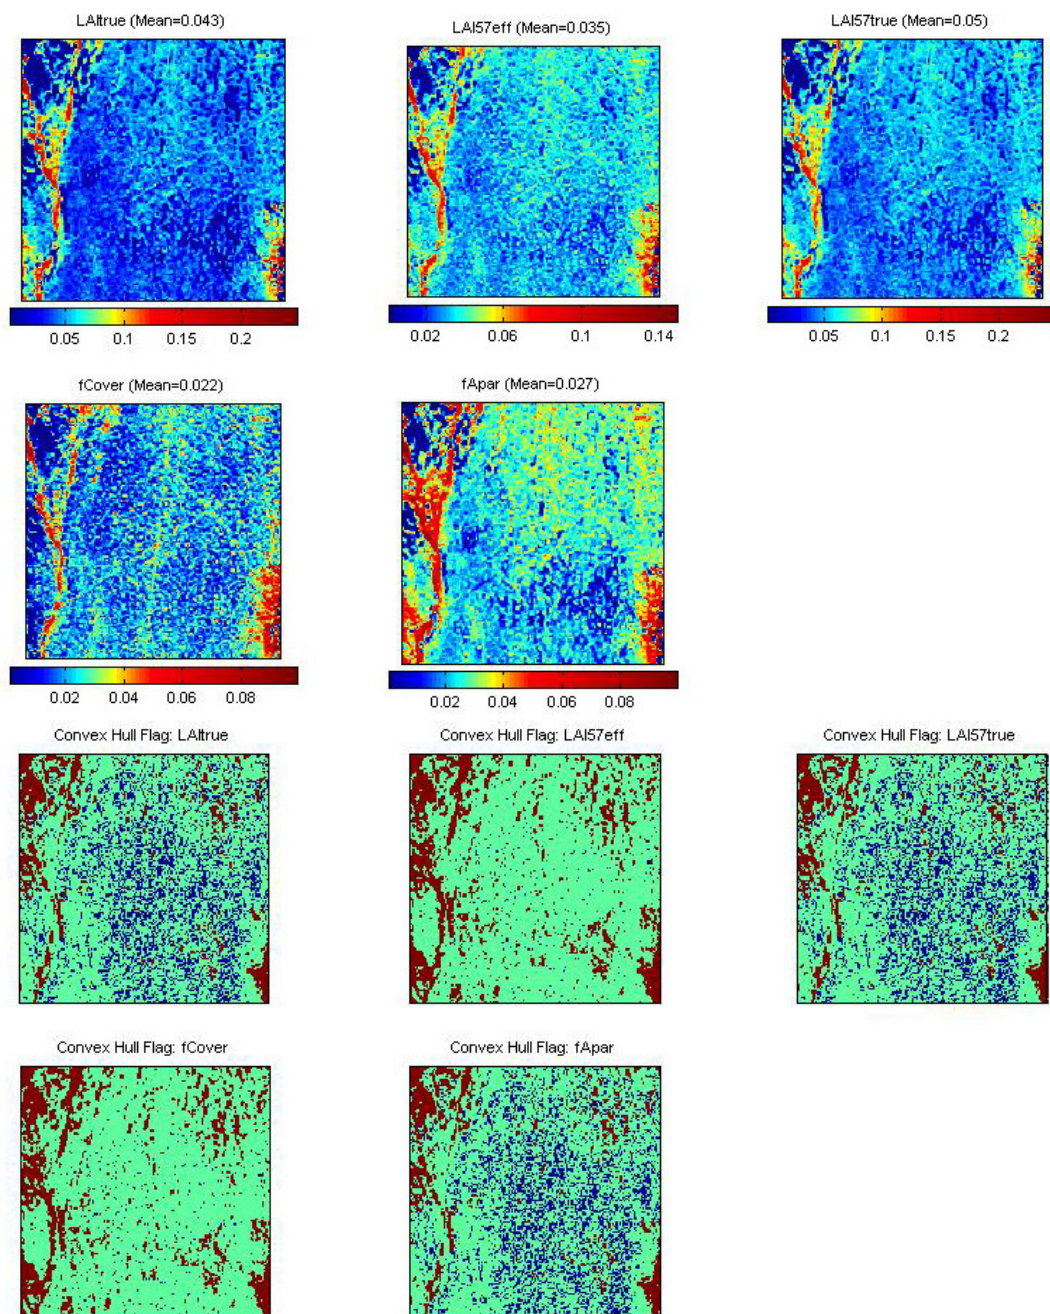 LAItrue (Mean=0.043)
LAI57eff (Mean=0.035)
LAI57true (Mean=0.05)
0.05 0.1 0.15 0.2
0.02 0.06 0.1 0.14
0.05 0.1 0.15 0.2
fCover (Mean=0.022)
fApar (Mean=0.027)
0.02 0.04 0.06 0.08
0.02 0.04 0.06 0.08
Convex Hull Flag: LAItrue
Convex Hull Flag: LAI57eff
Convex Hull Flag: LAI57true
Convex Hull Flag: fCover
Convex Hull Flag: fApar